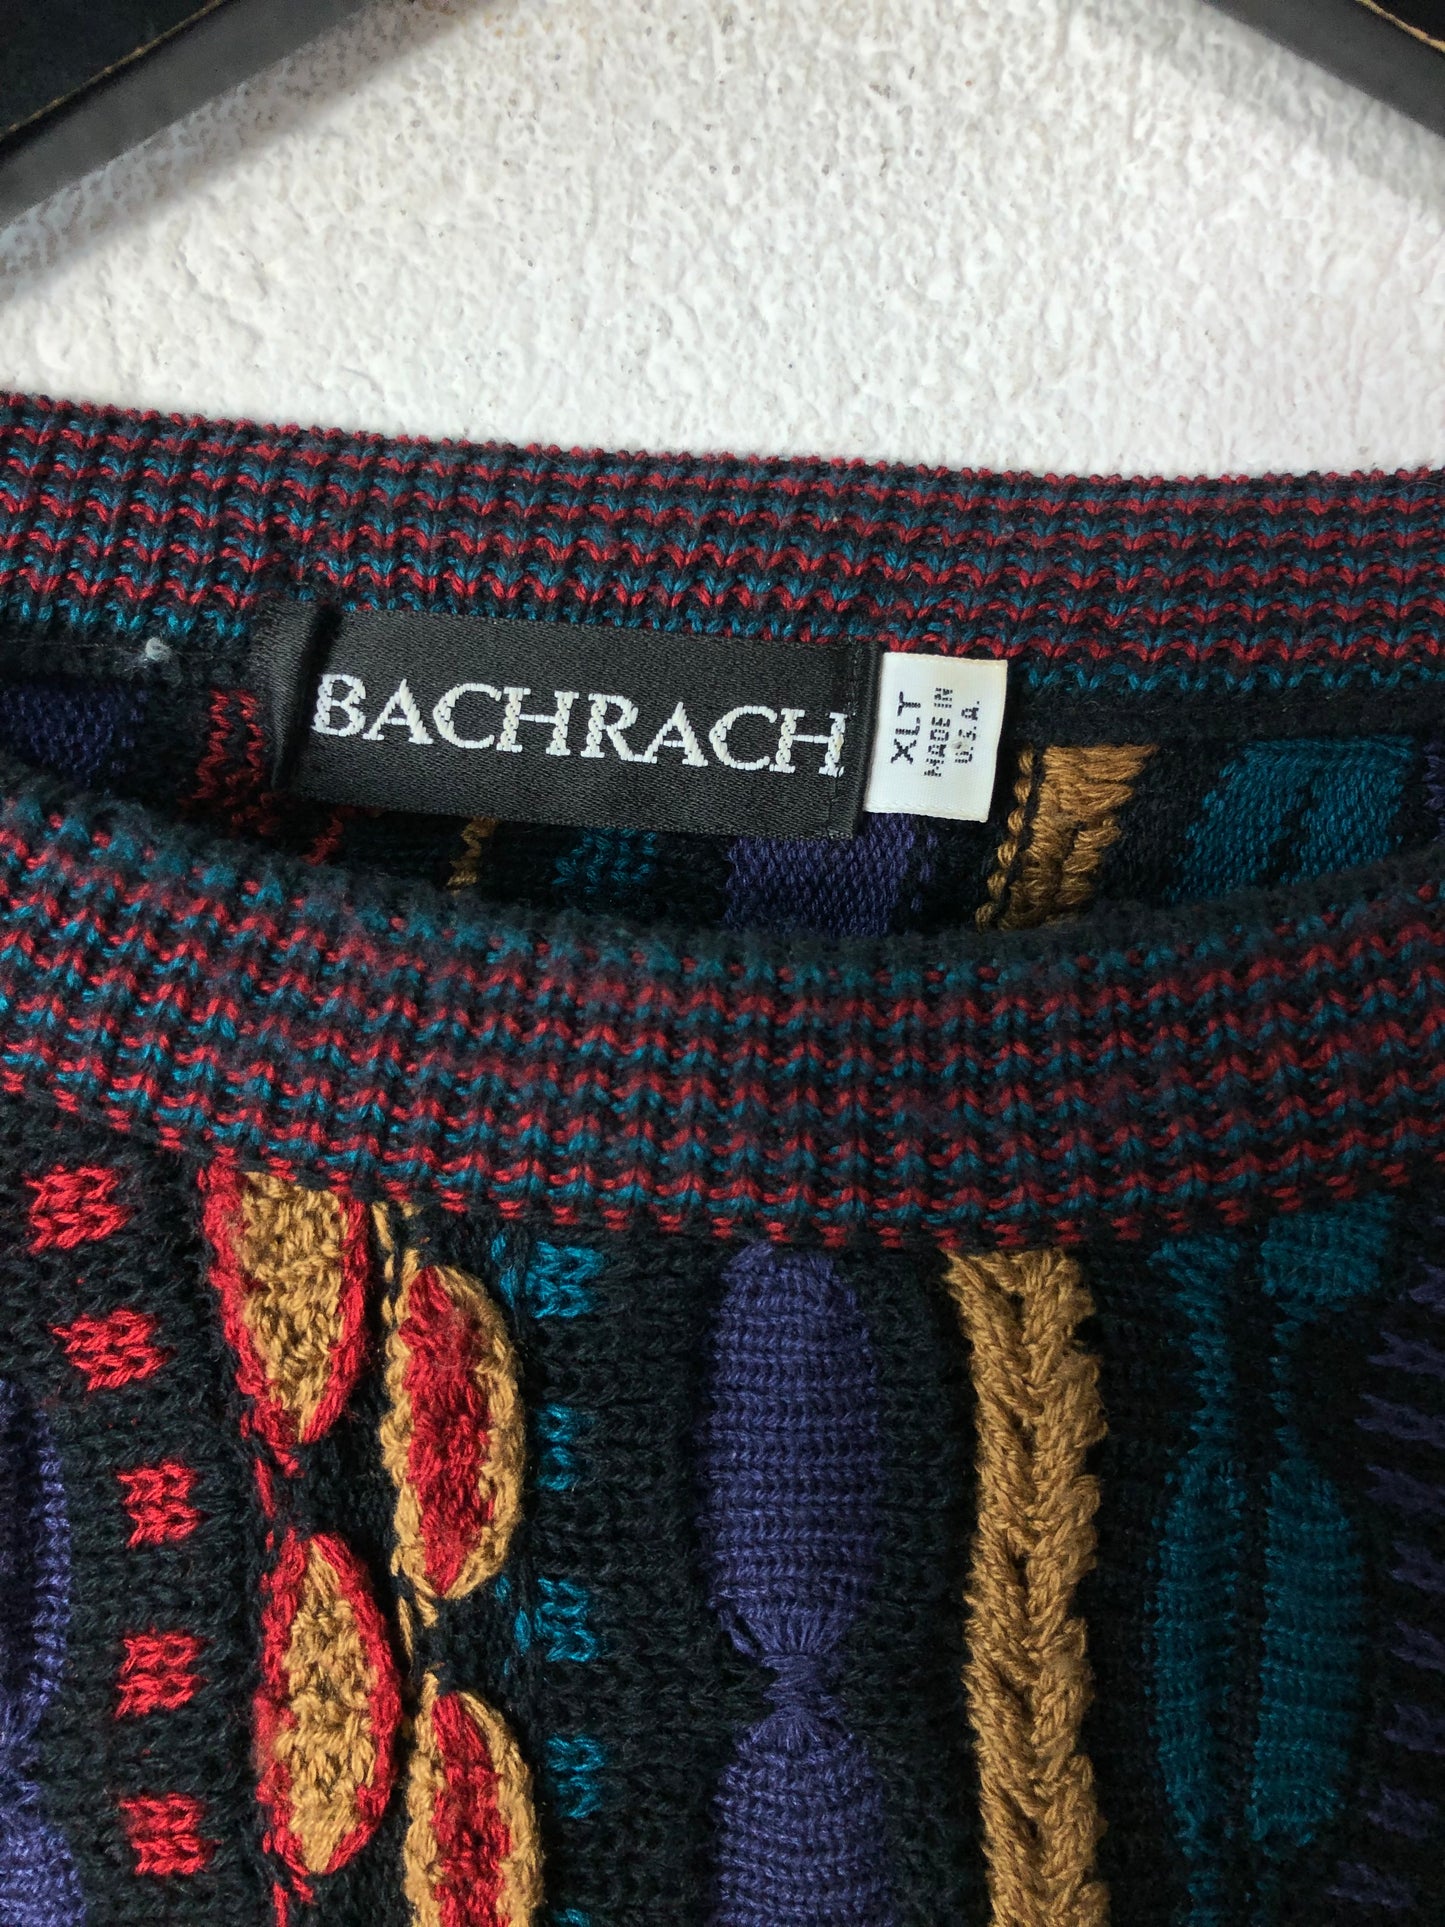 BACHRACH
XLT
MADE IN
U.S.A.